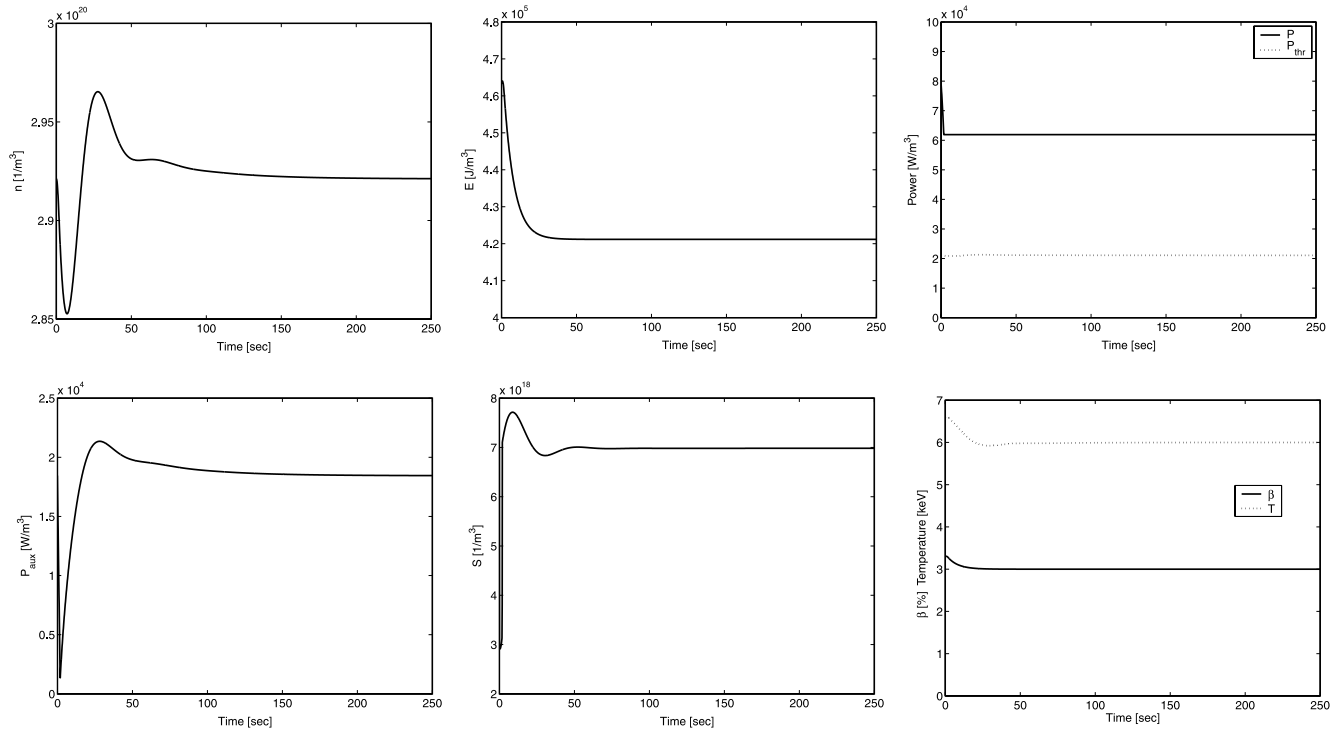 x 10^20
3
2.95
2.9
2.85
n [1/m^3]
0 50 100 150 200 250
Time [sec]
x 10^5
4.8
4.7
4.6
4.5
4.4
4.3
4.2
4.1
4
E [J/m^3]
0 50 100 150 200 250
Time [sec]
x 10^4
10
9
8
7
6
5
4
3
2
1
0
Power [W/m^3]
P
P_thr
0 50 100 150 200 250
Time [sec]
x 10^4
2.5
2
1.5
1
0.5
0
P_aux [W/m^3]
0 50 100 150 200 250
Time [sec]
x 10^18
8
7
6
5
4
3
2
S [1/m^3]
0 50 100 150 200 250
Time [sec]
7
6
5
4
3
2
1
0
β [%] Temperature [keV]
β
T
0 50 100 150 200 250
Time [sec]